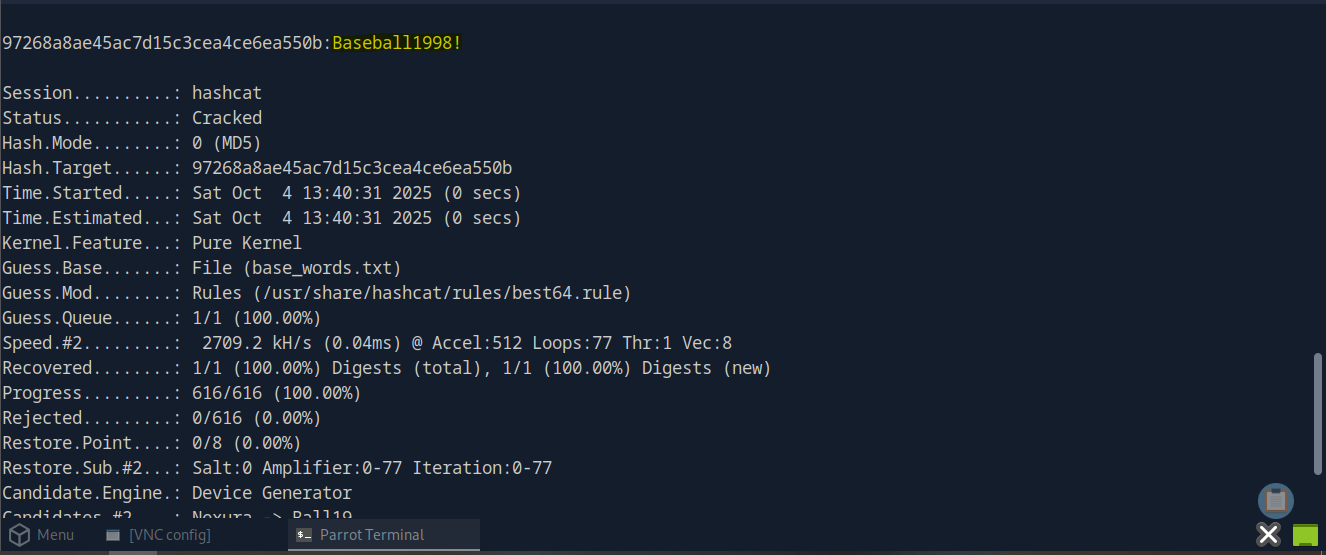 97268a8ae45ac7d15c3cea4ce6ea550b:Baseball1998!
Session..........: hashcat
Status...........: Cracked
Hash.Mode........: 0 (MD5)
Hash.Target......: 97268a8ae45ac7d15c3cea4ce6ea550b
Time.Started.....: Sat Oct  4 13:40:31 2025 (0 secs)
Time.Estimated...: Sat Oct  4 13:40:31 2025 (0 secs)
Kernel.Feature...: Pure Kernel
Guess.Base.......: File (base_words.txt)
Guess.Mod........: Rules (/usr/share/hashcat/rules/best64.rule)
Guess.Queue......: 1/1 (100.00%)
Speed.#2.........:  2709.2 kH/s (0.04ms) @ Accel:512 Loops:77 Thr:1 Vec:8
Recovered........: 1/1 (100.00%) Digests (total), 1/1 (100.00%) Digests (new)
Progress.........: 616/616 (100.00%)
Rejected.........: 0/616 (0.00%)
Restore.Point....: 0/8 (0.00%)
Restore.Sub.#2...: Salt:0 Amplifier:0-77 Iteration:0-77
Candidate.Engine.: Device Generator
Candidates.#2....: Nexura -> Ball19
Menu
[VNC config]
Parrot Terminal